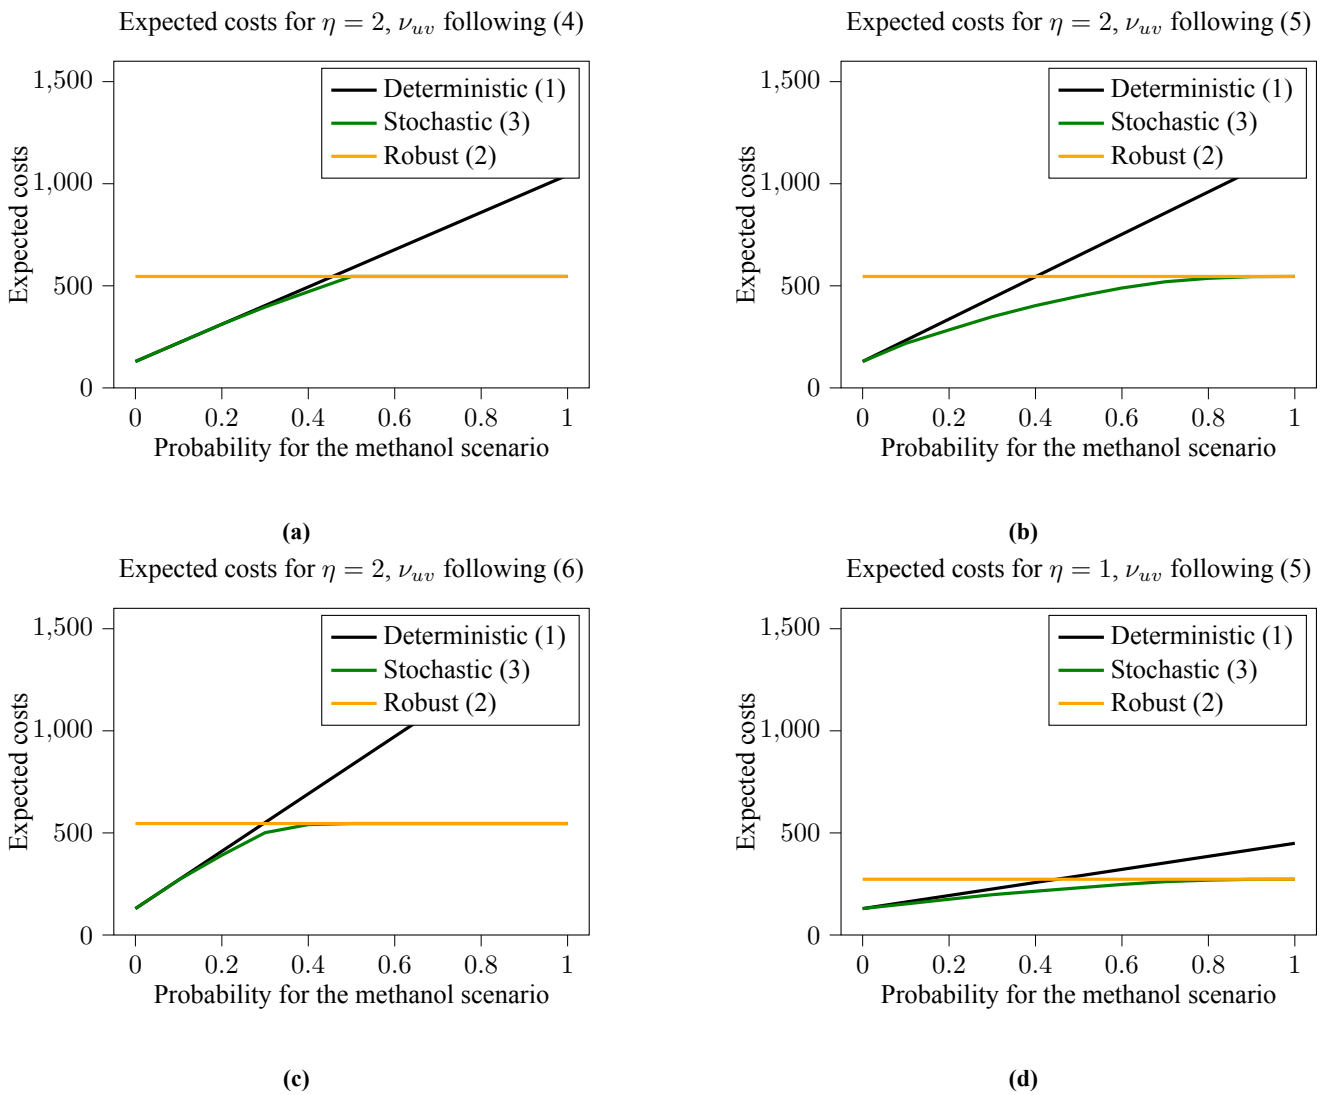 Expected costs for η = 2, ν_uv following (4)
1,500
1,000
500
0
Expected costs
Deterministic (1)
Stochastic (3)
Robust (2)
0 0.2 0.4 0.6 0.8 1
Probability for the methanol scenario
(a)
Expected costs for η = 2, ν_uv following (5)
1,500
1,000
500
0
Expected costs
Deterministic (1)
Stochastic (3)
Robust (2)
0 0.2 0.4 0.6 0.8 1
Probability for the methanol scenario
(b)
Expected costs for η = 2, ν_uv following (6)
1,500
1,000
500
0
Expected costs
Deterministic (1)
Stochastic (3)
Robust (2)
0 0.2 0.4 0.6 0.8 1
Probability for the methanol scenario
(c)
Expected costs for η = 1, ν_uv following (5)
1,500
1,000
500
0
Expected costs
Deterministic (1)
Stochastic (3)
Robust (2)
0 0.2 0.4 0.6 0.8 1
Probability for the methanol scenario
(d)